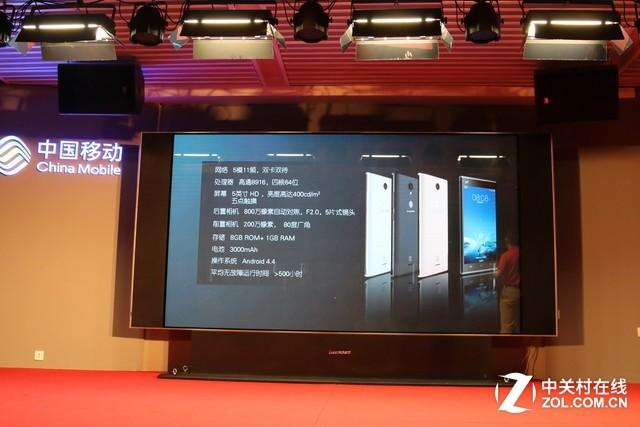 中国移动
China Mobile
网络 5模11频，双卡双待
处理器 高通8916，四核64位
屏幕 5英寸 HD，亮度高达400cd/m²
五点触摸
后置相机 800万像素自动对焦、F2.0、5片式镜头
前置相机 200万像素， 80度广角
存储 8GB ROM+ 1GB RAM
电池 3000mAh
操作系统 Android 4.4
平均无故障运行时间 >500小时
08:08
中关村在线
ZOL.COM.CN